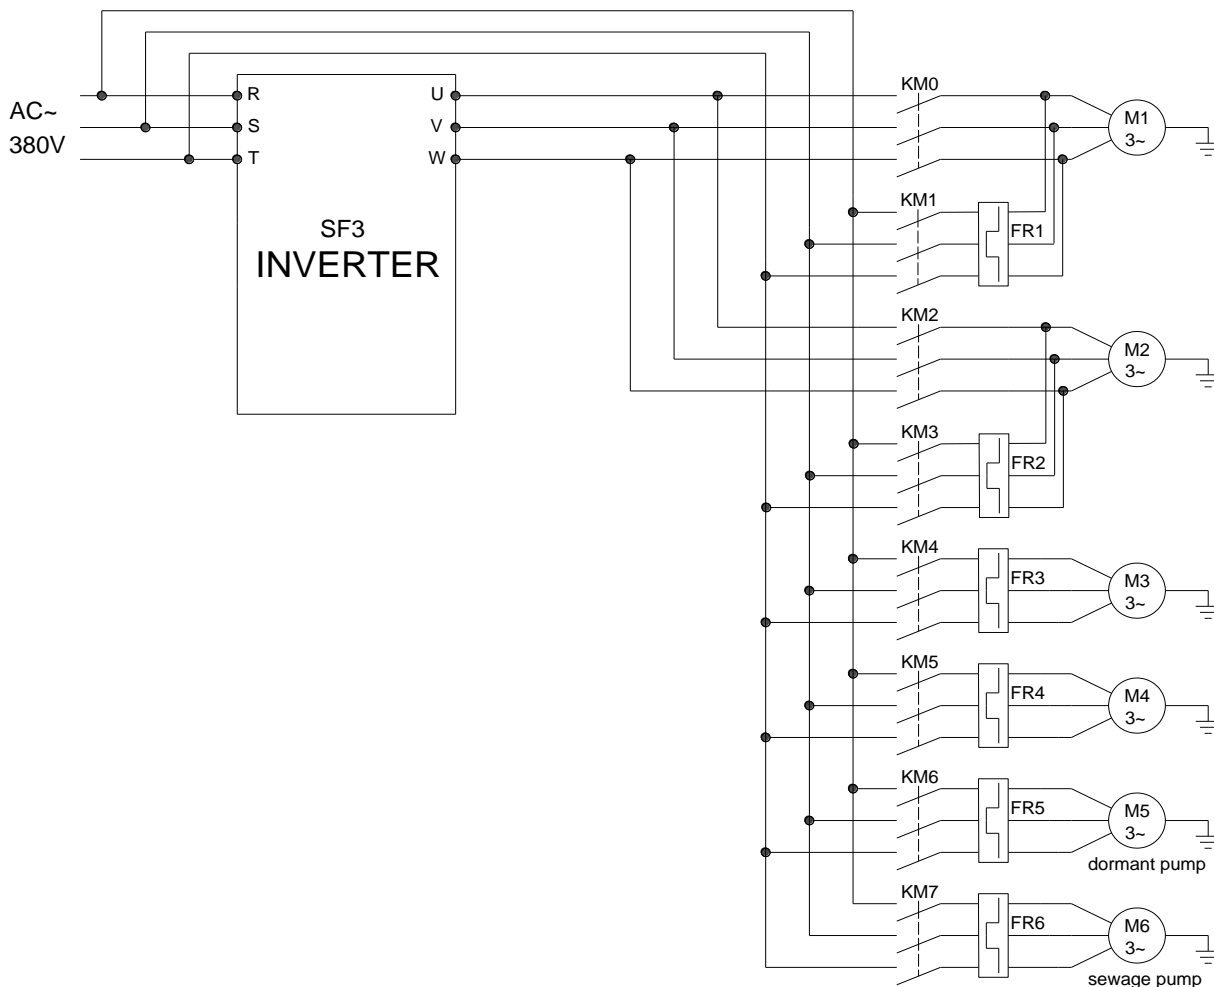 AC~
380V
R
S
T
U
V
W
SF3
INVERTER
KM0
M1
3~
KM1
FR1
KM2
M2
3~
KM3
FR2
KM4
FR3
M3
3~
KM5
FR4
M4
3~
KM6
FR5
M5
3~
dormant pump
KM7
FR6
M6
3~
sewage pump